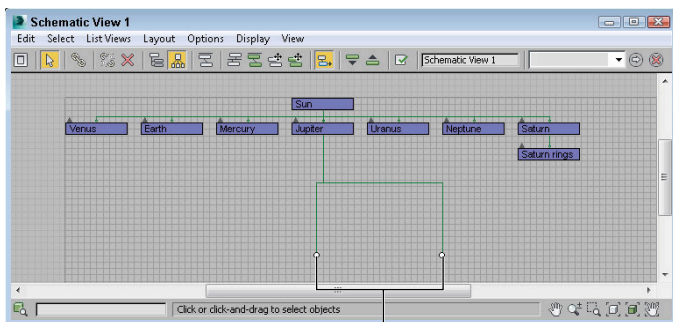 Schematic View 1
Edit Select List Views Layout Options Display View
Schematic View 1
Sun
Venus Earth Mercury Jupiter Uranus Neptune Saturn
Saturn rings
Click or click-and-drag to select objects